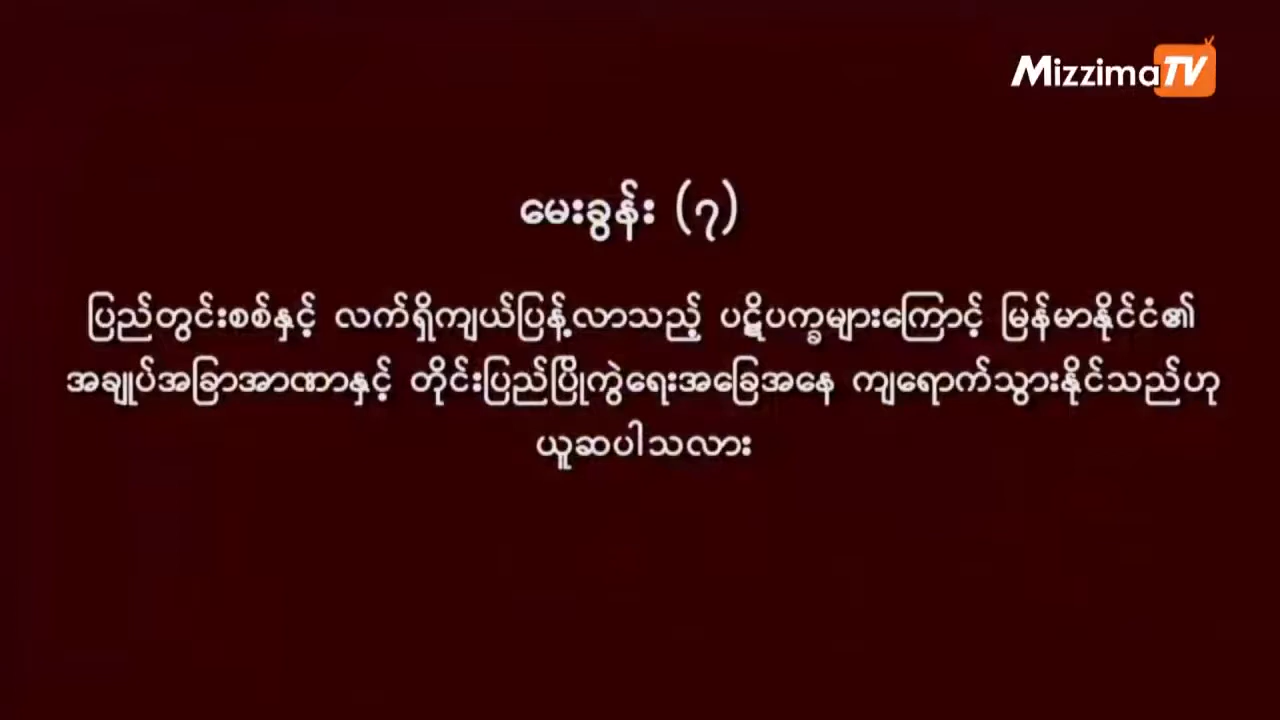 MizzimaTV
မေးခွန်း (၇)
ပြည်တွင်းစစ်နှင့် လက်ရှိကျယ်ပြန့်လာသည့် ပဋိပက္ခများကြောင့် မြန်မာနိုင်ငံ၏
အချုပ်အခြာအာဏာနှင့် တိုင်းပြည်ပြိုကွဲရေးအခြေအနေ ကျရောက်သွားနိုင်သည်ဟု
ယူဆပါသလား